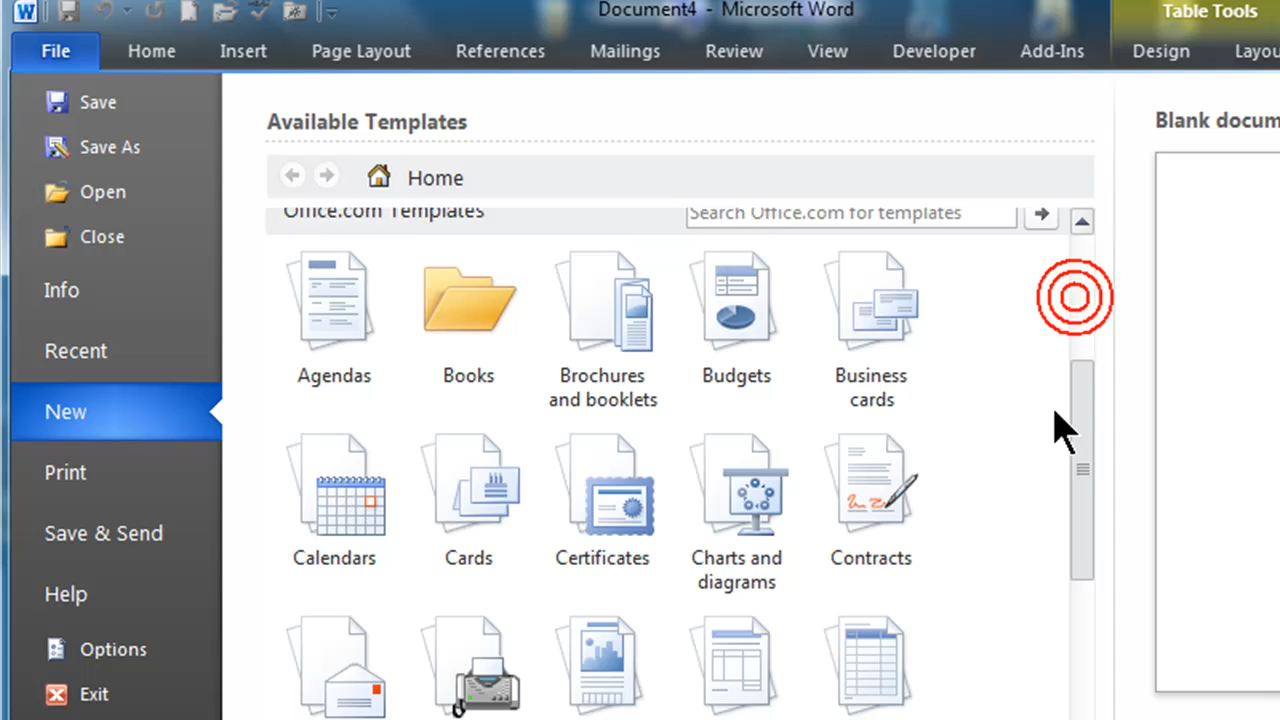 Document4 - Microsoft Word
Table Tools
File Home Insert Page Layout References Mailings Review View Developer Add-Ins Design Layou
Save
Save As
Open
Close
Info
Recent
New
Print
Save & Send
Help
Options
Exit
Available Templates
Home
Office.com Templates
Search Office.com for templates
Agendas Books Brochures and booklets Budgets Business cards
Calendars Cards Certificates Charts and diagrams Contracts
Blank docum